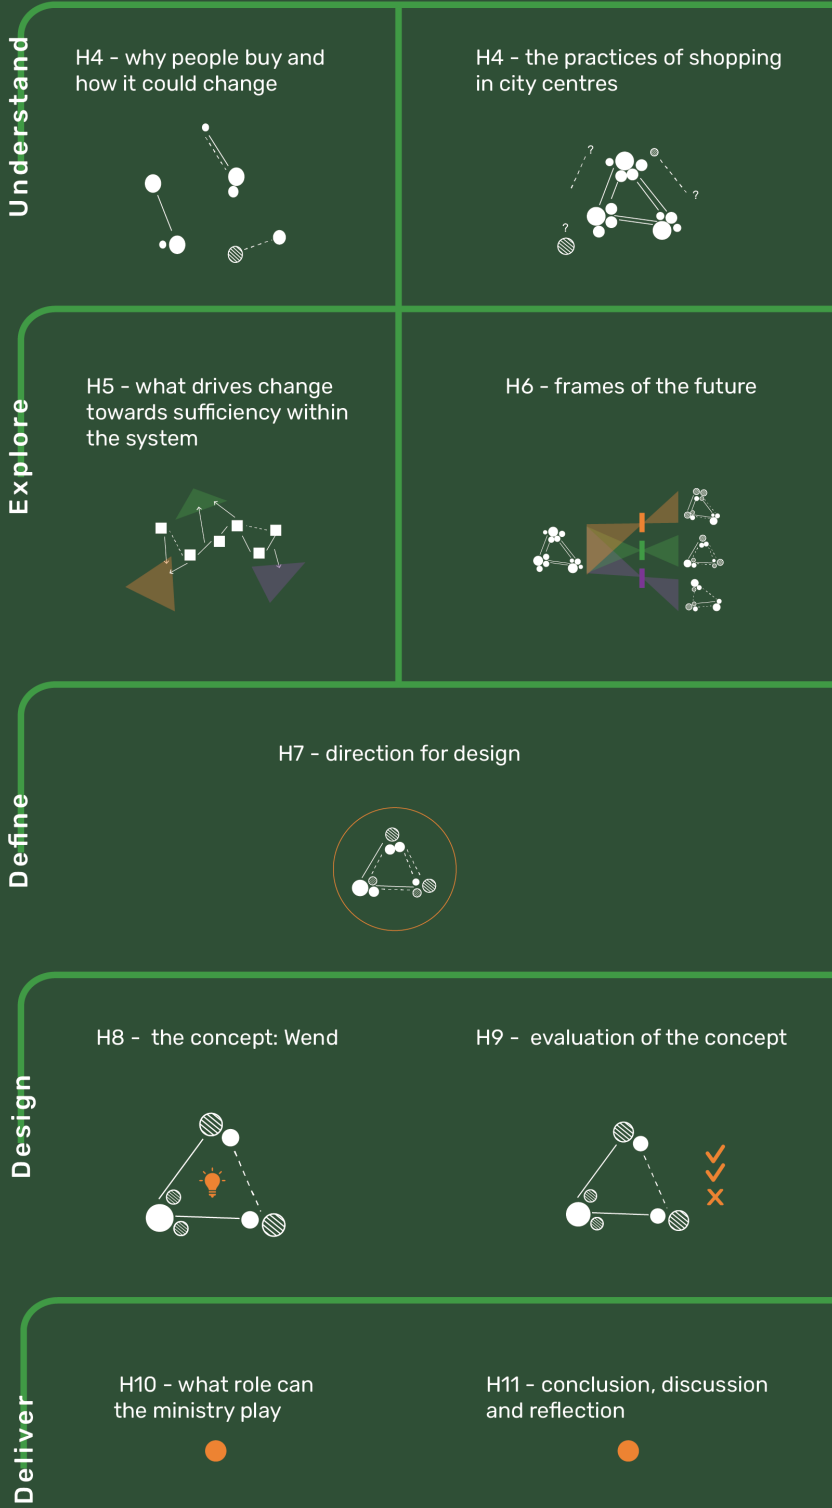 Understand
H4 - why people buy and
how it could change
H4 - the practices of shopping
in city centres
?
?
?
Explore
H5 - what drives change
towards sufficiency within
the system
H6 - frames of the future
Define
H7 - direction for design
Design
H8 -  the concept: Wend
H9 -  evaluation of the concept
Deliver
H10 - what role can
the ministry play
H11 - conclusion, discussion
and reflection